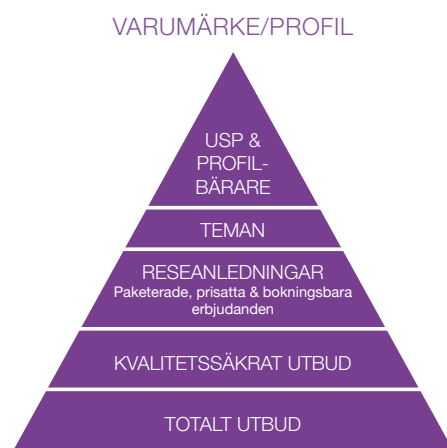 VARUMÄRKE/PROFIL
USP &
PROFIL-
BÄRARE
TEMAN
RESEANLEDNINGAR
Paketerade, prisatta & bokningsbara
erbjudanden
KVALITETSSÄKRAT UTBUD
TOTALT UTBUD